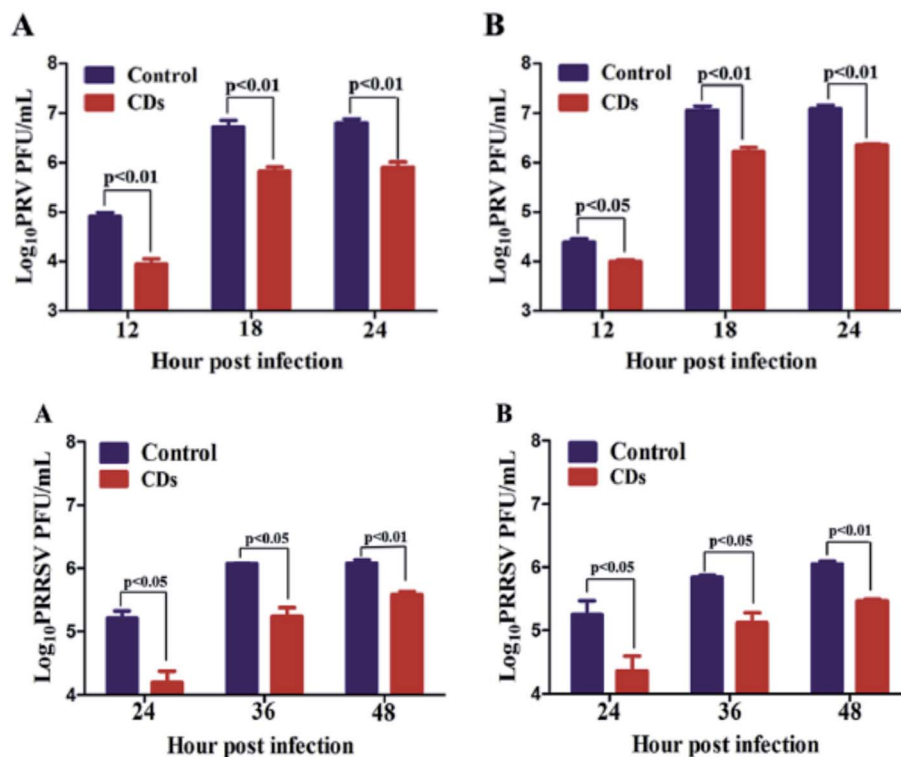 A
Log10PRV PFU/mL
8
7
6
5
4
3
Control
CDs
p<0.01
p<0.01
p<0.01
12
18
24
Hour post infection
B
Log10PRV PFU/mL
8
7
6
5
4
3
Control
CDs
p<0.05
p<0.01
p<0.01
12
18
24
Hour post infection
A
Log10PRRSV PFU/mL
8
7
6
5
4
Control
CDs
p<0.05
p<0.05
p<0.01
24
36
48
Hour post infection
B
Log10PRRSV PFU/mL
8
7
6
5
4
Control
CDs
p<0.05
p<0.05
p<0.01
24
36
48
Hour post infection